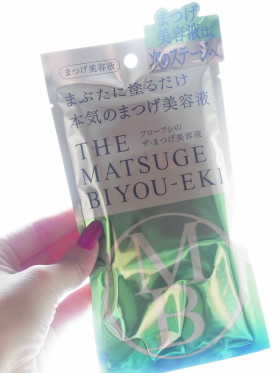 まつげ
美容液は、
次のステージへ
まつげ美容液
まぶたに塗るだけ
本気のまつげ美容液
THE
フローフシの
ザ・まつげ美容液
MATSUGE
BIYOU-EKI
M
B